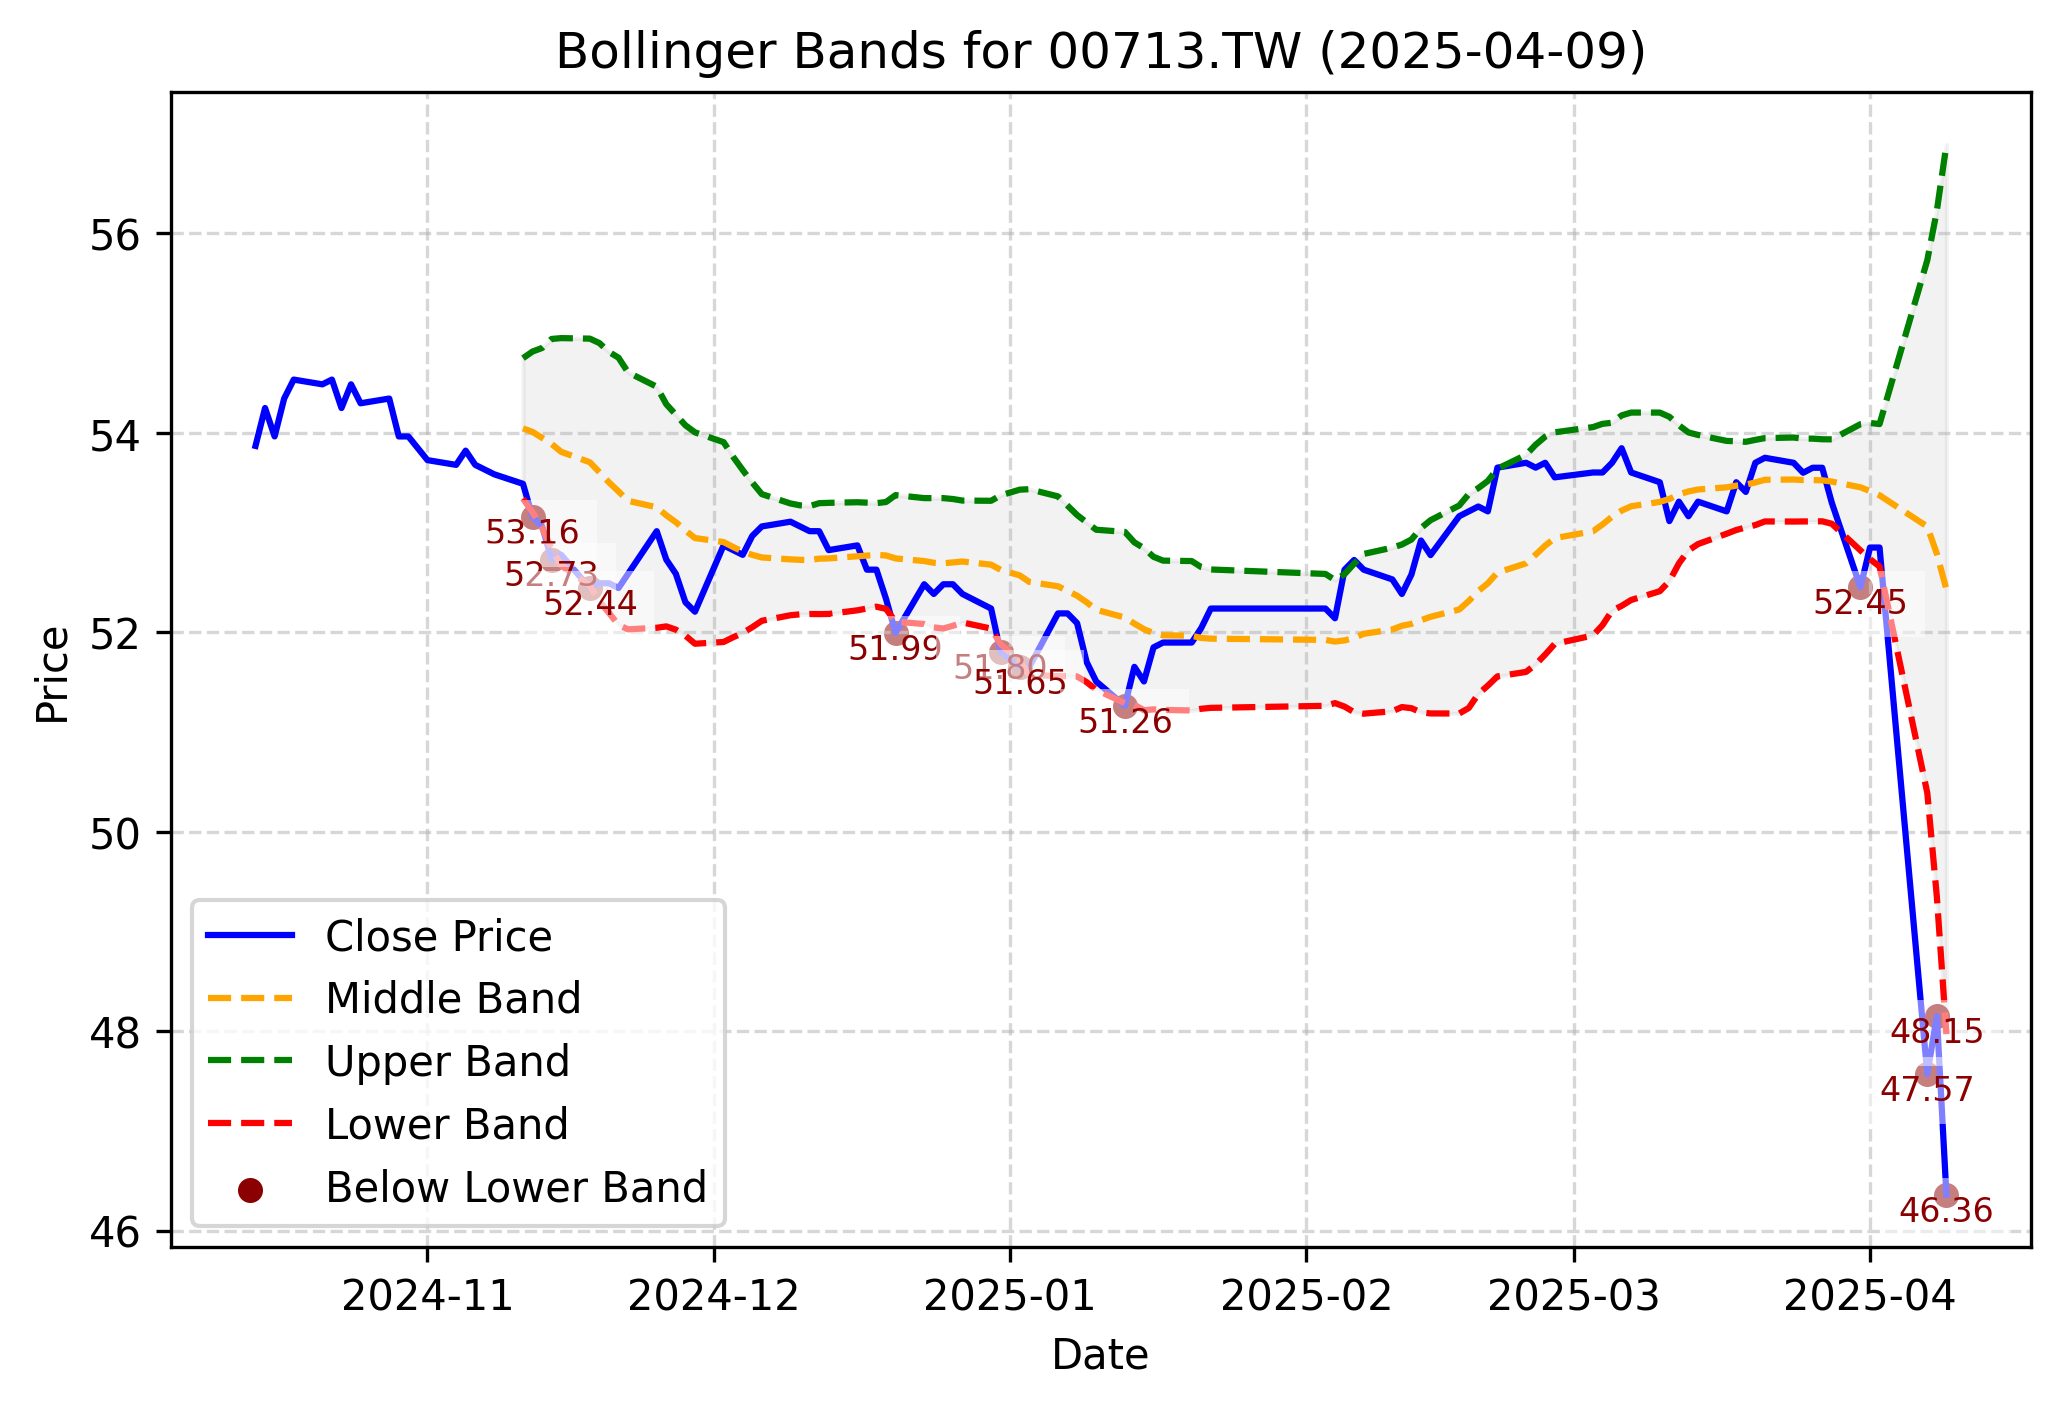 Bollinger Bands for 00713.TW (2025-04-09)
Price
56
54
52
50
48
46
53.16
52.73
52.44
51.99
51.80
51.65
51.26
52.45
48.15
47.57
46.36
Close Price
Middle Band
Upper Band
Lower Band
Below Lower Band
2024-11
2024-12
2025-01
2025-02
2025-03
2025-04
Date